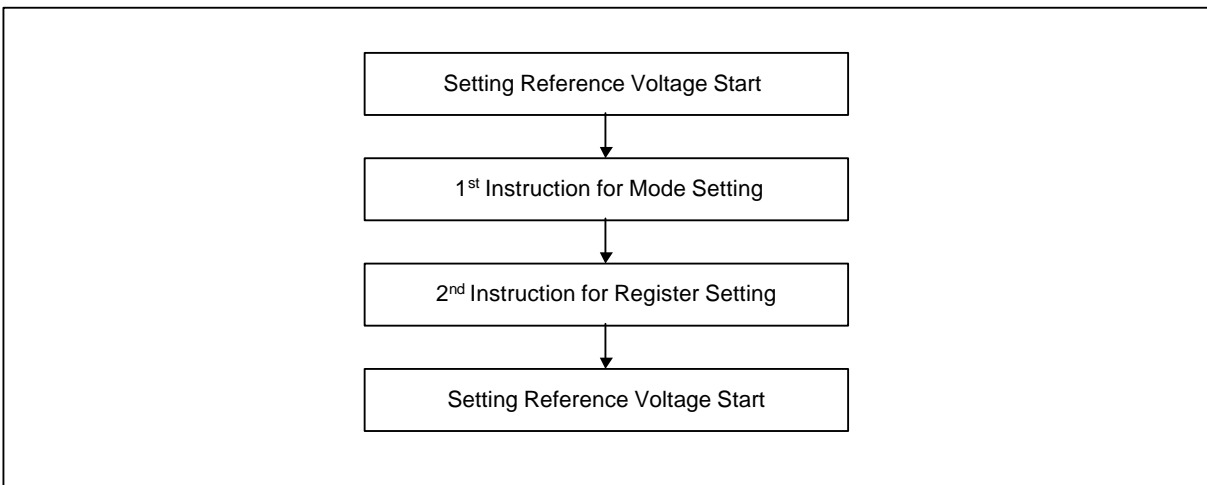 Setting Reference Voltage Start
1st Instruction for Mode Setting
2nd Instruction for Register Setting
Setting Reference Voltage Start